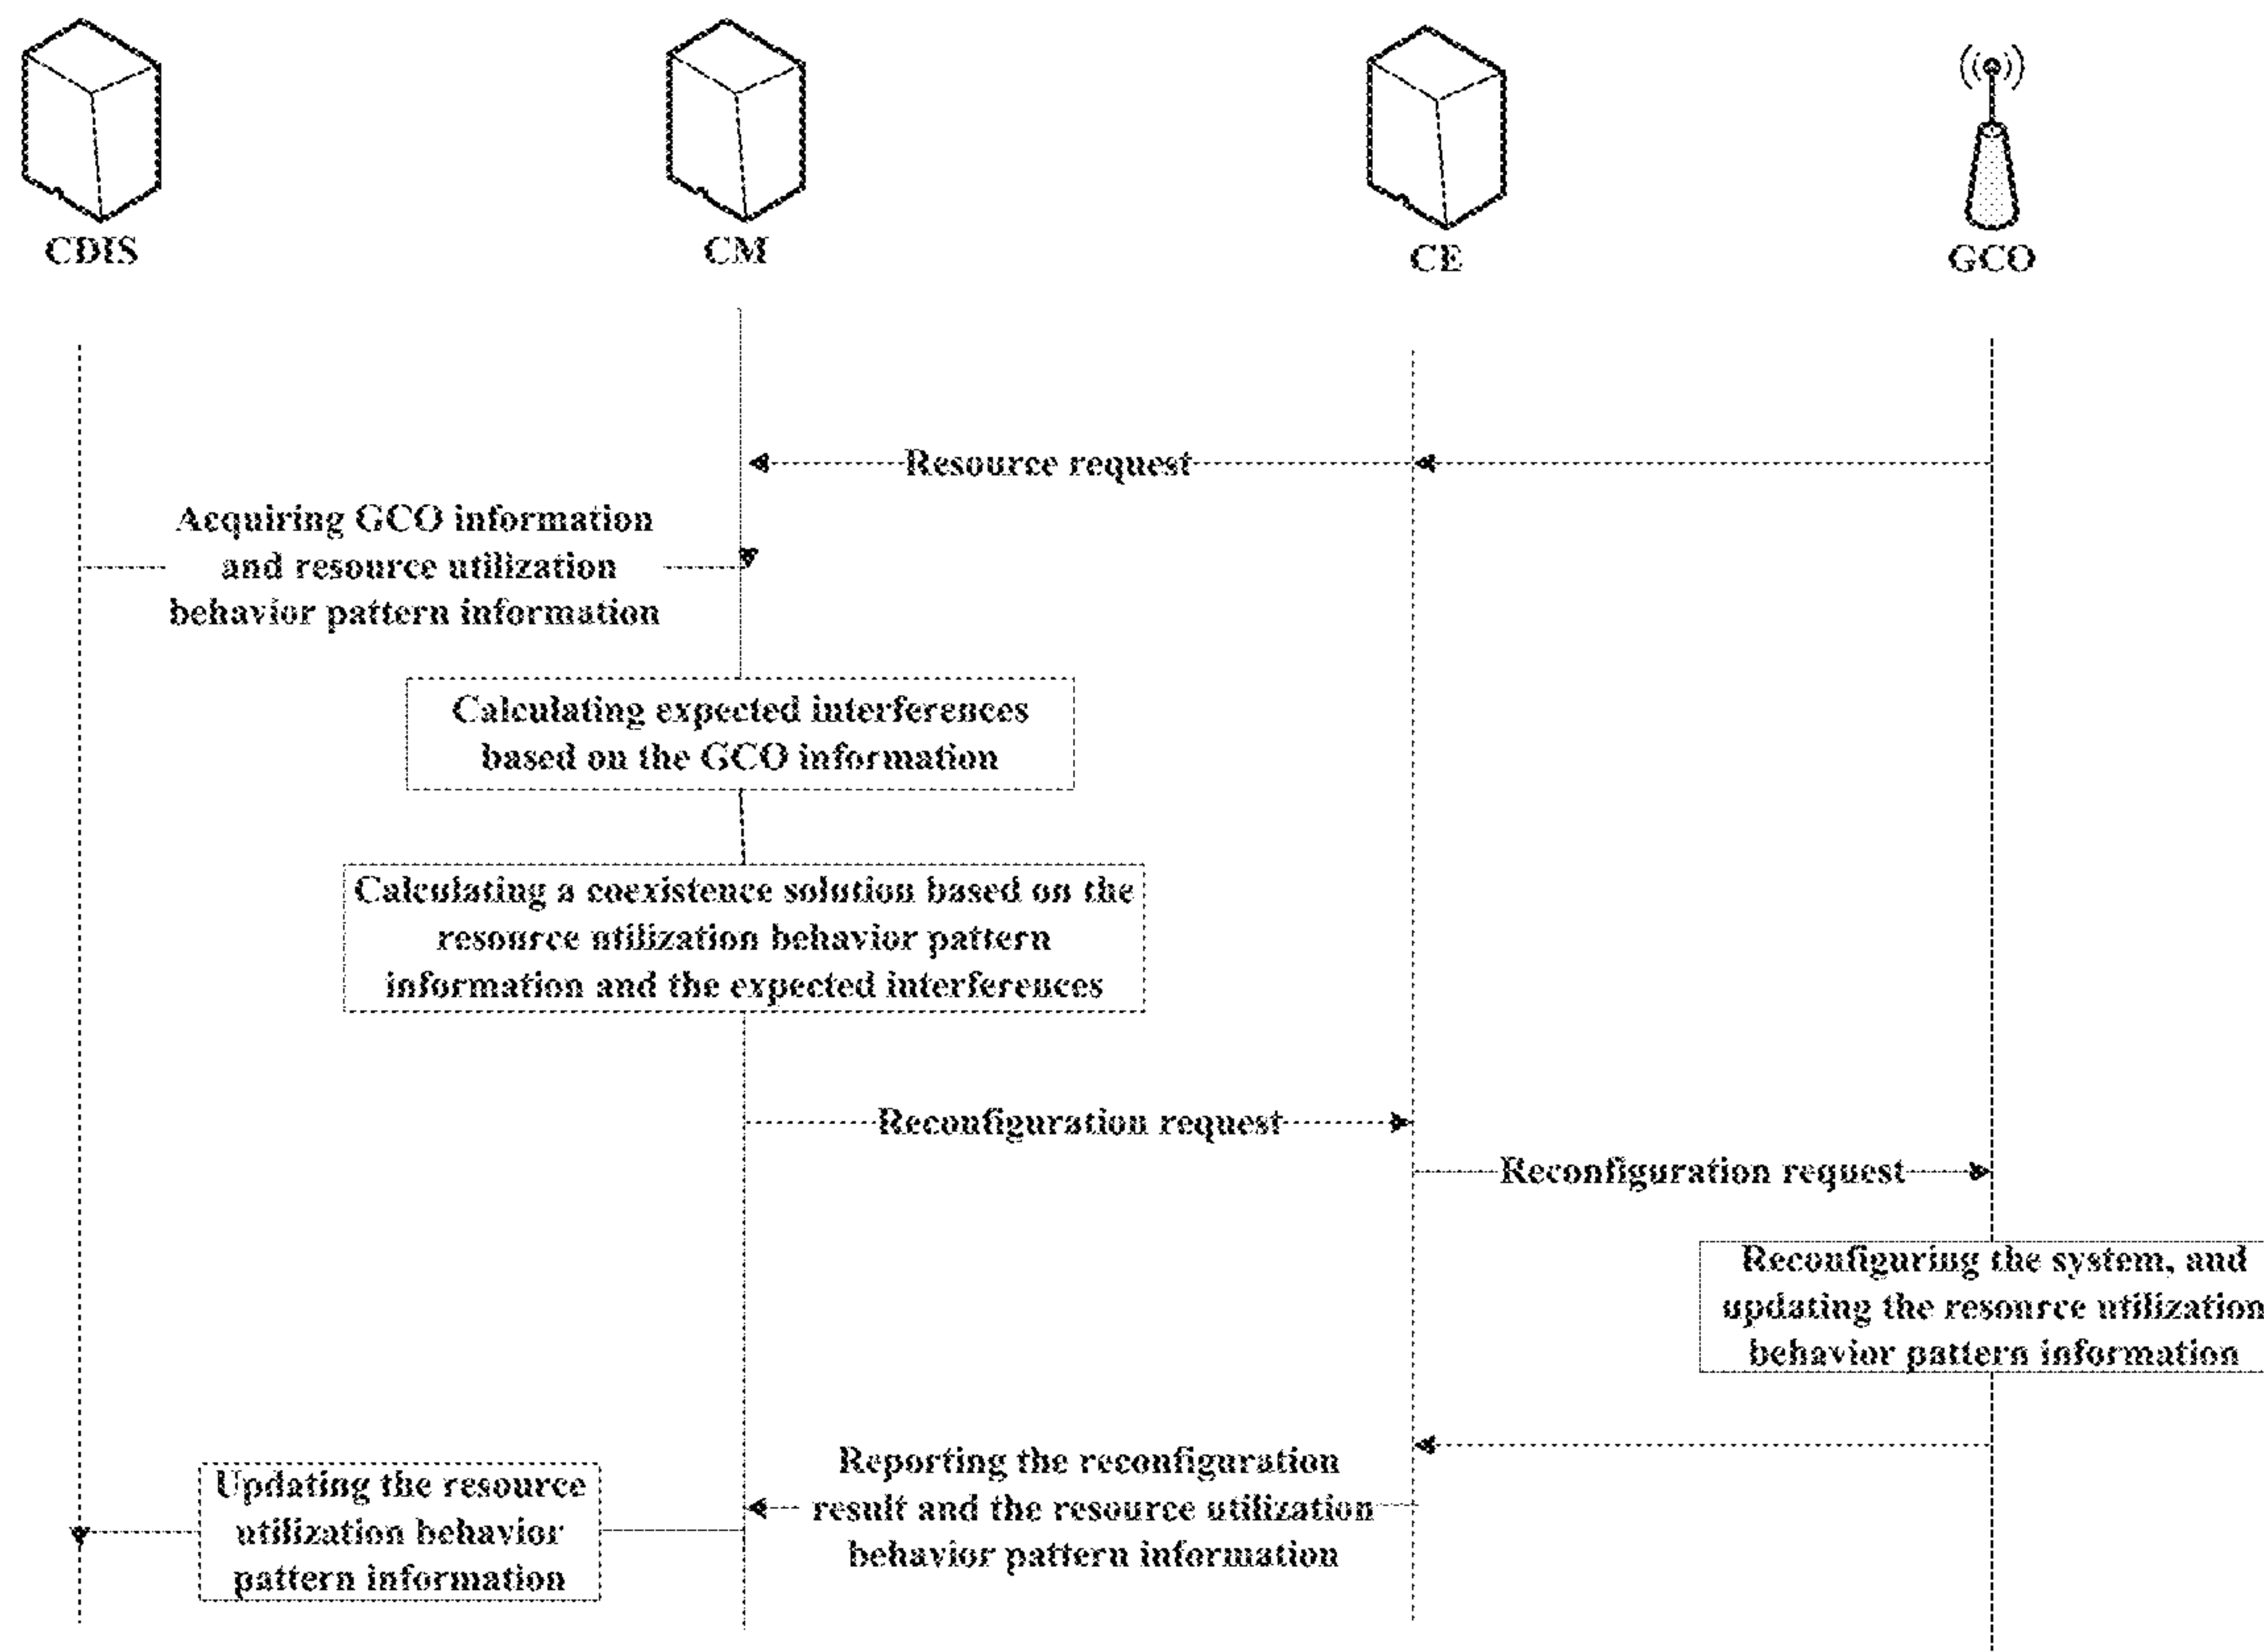 CDIS
CM
CE
GCO
Resource request
Acquiring GCO information
and resource utilization
behavior pattern information
Calculating expected interferences
based on the GCO information
Calculating a coexistence solution based on the
resource utilization behavior pattern
information and the expected interferences
Reconfiguration request
Reconfiguration request
Reconfiguring the system, and
updating the resource utilization
behavior pattern information
Reporting the reconfiguration
result and the resource utilization
behavior pattern information
Updating the resource
utilization behavior
pattern information